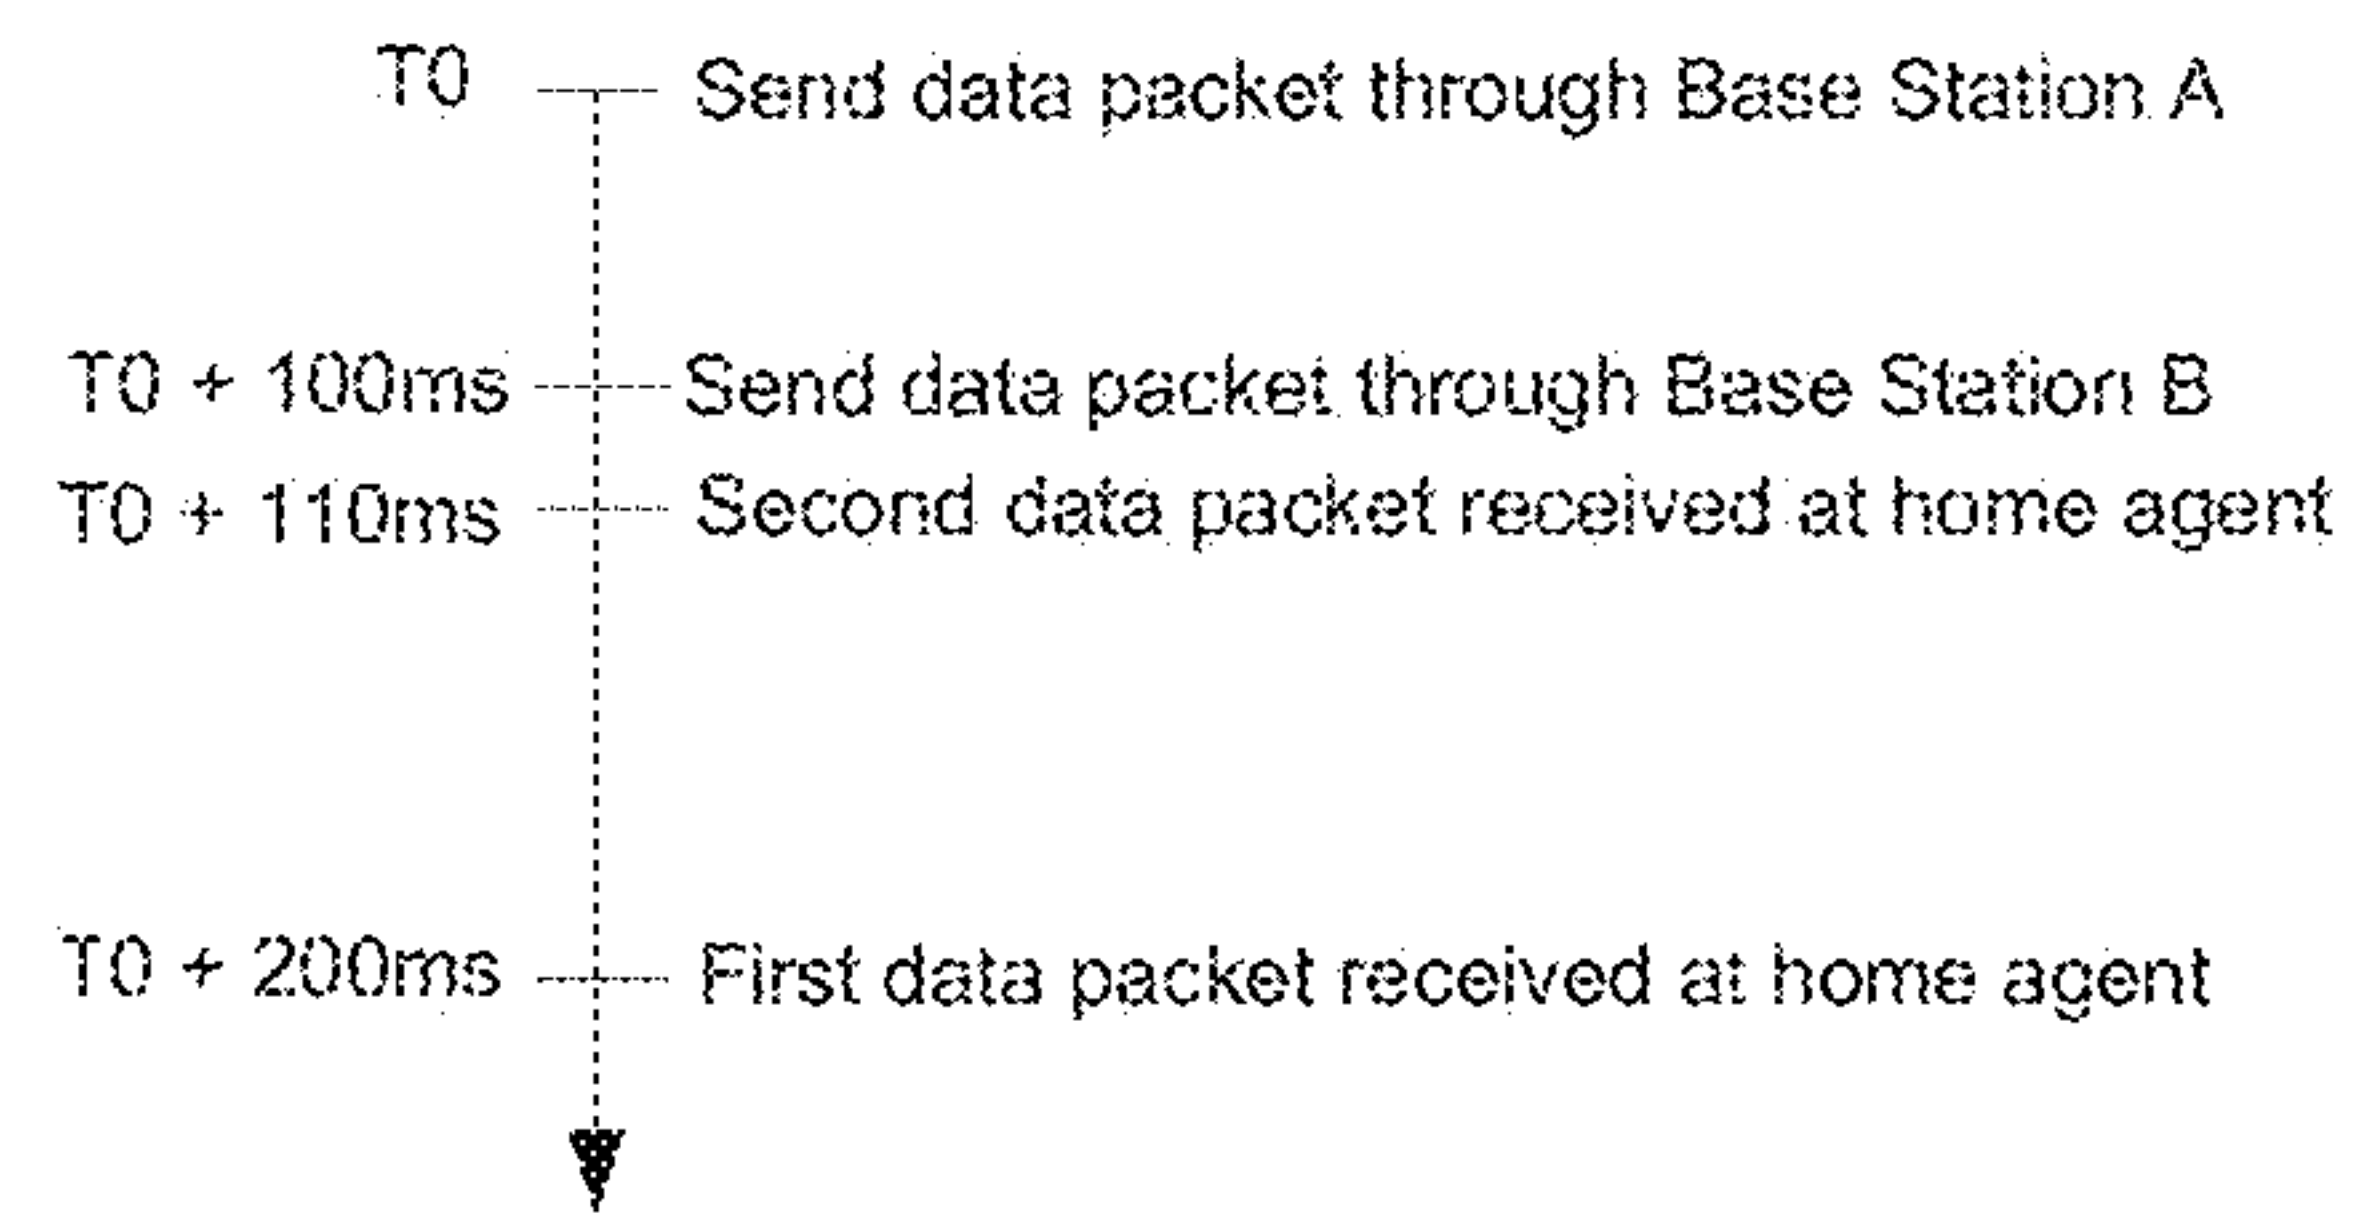 T0 Send data packet through Base Station A
T0 + 100ms Send data packet through Base Station B
T0 + 110ms Second data packet received at home agent
T0 + 200ms First data packet received at home agent